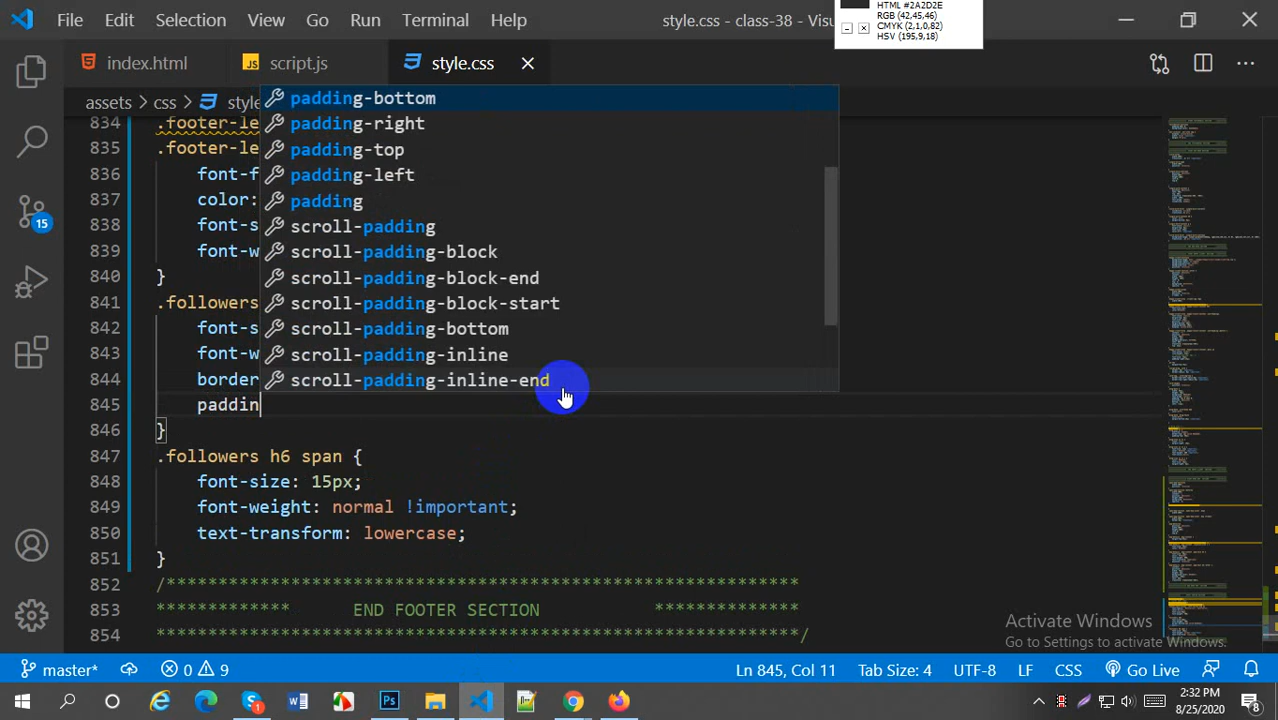 File Edit Selection View Go Run Terminal Help style.css - class-38 - Visu
HTML #2A2D2E
RGB (42,45,46)
CMYK (2,1,0,82)
HSV (195,9,18)
index.html script.js style.css
assets > css > style
padding-bottom
834 .footer-le padding-right
835 .footer-le padding-top
836 font-f padding-left
837 color: padding
838 font-s scroll-padding
839 font-w scroll-padding-block
840 } scroll-padding-block-end
841 .followers scroll-padding-block-start
842 font-s scroll-padding-bottom
843 font-w scroll-padding-inline
844 border scroll-padding-inline-end
845 paddin
846 }
847 .followers h6 span {
848 font-size: 15px;
849 font-weight: normal !important;
850 text-transform: lowercase;
851 }
852 /************************************************************
853 ************* END FOOTER SECTION **************
854 *************************************************************/
Activate Windows
Go to Settings to activate Windows.
master* 0 9 Ln 845, Col 11 Tab Size: 4 UTF-8 LF CSS Go Live
15
1
2:32 PM
8/25/2020
8